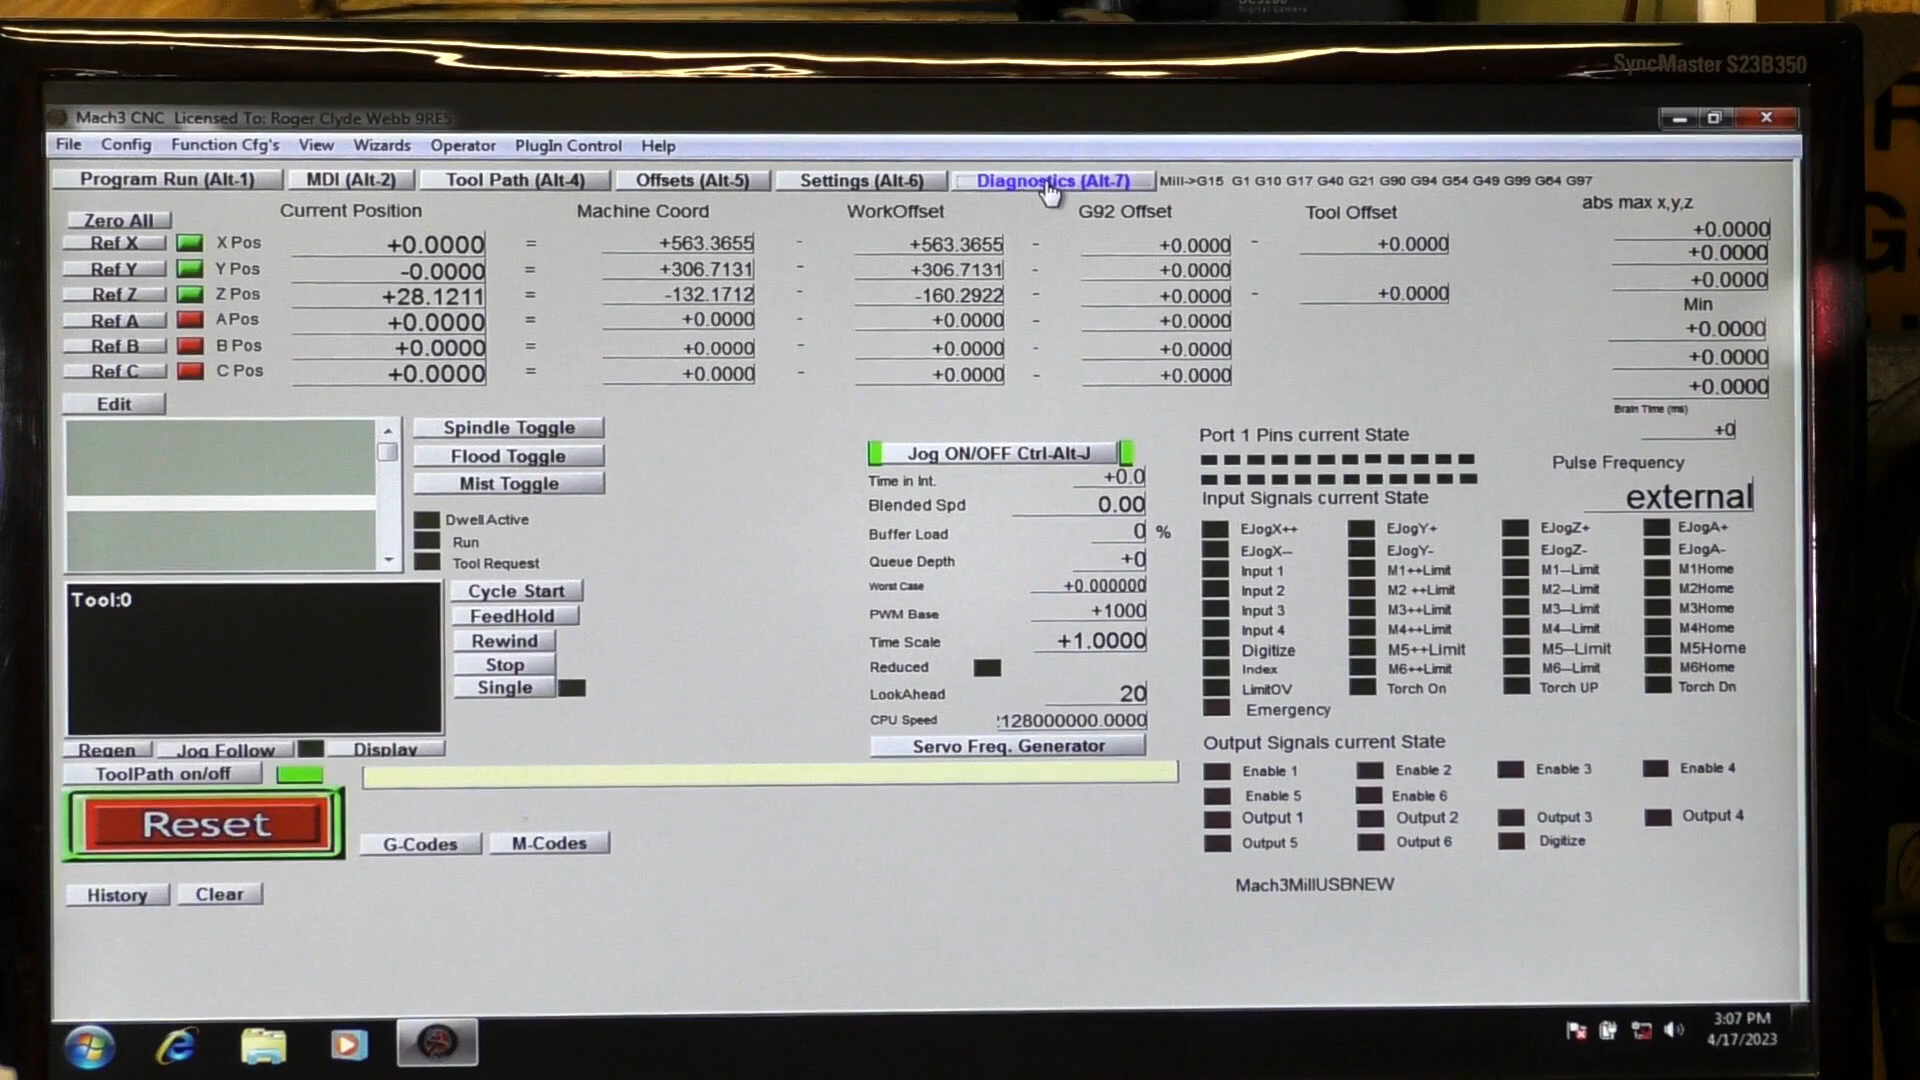 SyncMaster S23B350
Mach3 CNC Licensed To: Roger Clyde Webb 9RE5
File Config Function Cfg's View Wizards Operator PlugIn Control Help
Program Run (Alt-1) MDI (Alt-2) Tool Path (Alt-4) Offsets (Alt-5) Settings (Alt-6) Diagnostics (Alt-7) Mill->G15 G1 G10 G17 G40 G21 G90 G94 G54 G49 G99 G64 G97
Zero All Current Position Machine Coord WorkOffset G92 Offset Tool Offset abs max x,y,z
+0.0000
Ref X X Pos +0.0000 = +563.3655 - +563.3655 - +0.0000 - +0.0000 +0.0000
Ref Y Y Pos -0.0000 = +306.7131 - +306.7131 - +0.0000 +0.0000
Ref Z Z Pos +28.1211 = -132.1712 - -160.2922 - +0.0000 - +0.0000 Min
Ref A A Pos +0.0000 = +0.0000 - +0.0000 - +0.0000 +0.0000
Ref B B Pos +0.0000 = +0.0000 - +0.0000 - +0.0000 +0.0000
Ref C C Pos +0.0000 = +0.0000 - +0.0000 - +0.0000 +0.0000
Edit
Brain Time (ms)
+0
Spindle Toggle
Flood Toggle
Mist Toggle
Dwell Active
Run
Tool Request
Tool:0
Cycle Start
FeedHold
Rewind
Stop
Single
Regen Jog Follow Display
ToolPath on/off
Reset
G-Codes M-Codes
History Clear
Jog ON/OFF Ctrl-Alt-J
Time in Int. +0.0
Blended Spd 0.00
Buffer Load 0 %
Queue Depth +0
Worst Case +0.000000
PWM Base +1000
Time Scale +1.0000
Reduced
LookAhead 20
CPU Speed :128000000.0000
Servo Freq. Generator
Port 1 Pins current State
Pulse Frequency
external
Input Signals current State
EJogX++ EJogY+ EJogZ+ EJogA+
EJogX-- EJogY- EJogZ- EJogA-
Input 1 M1++Limit M1--Limit M1Home
Input 2 M2 ++Limit M2--Limit M2Home
Input 3 M3++Limit M3--Limit M3Home
Input 4 M4++Limit M4--Limit M4Home
Digitize M5++Limit M5--Limit M5Home
Index M6++Limit M6--Limit M6Home
LimitOV Torch On Torch UP Torch Dn
Emergency
Output Signals current State
Enable 1 Enable 2 Enable 3 Enable 4
Enable 5 Enable 6
Output 1 Output 2 Output 3 Output 4
Output 5 Output 6 Digitize
Mach3MillUSBNEW
3:07 PM
4/17/2023